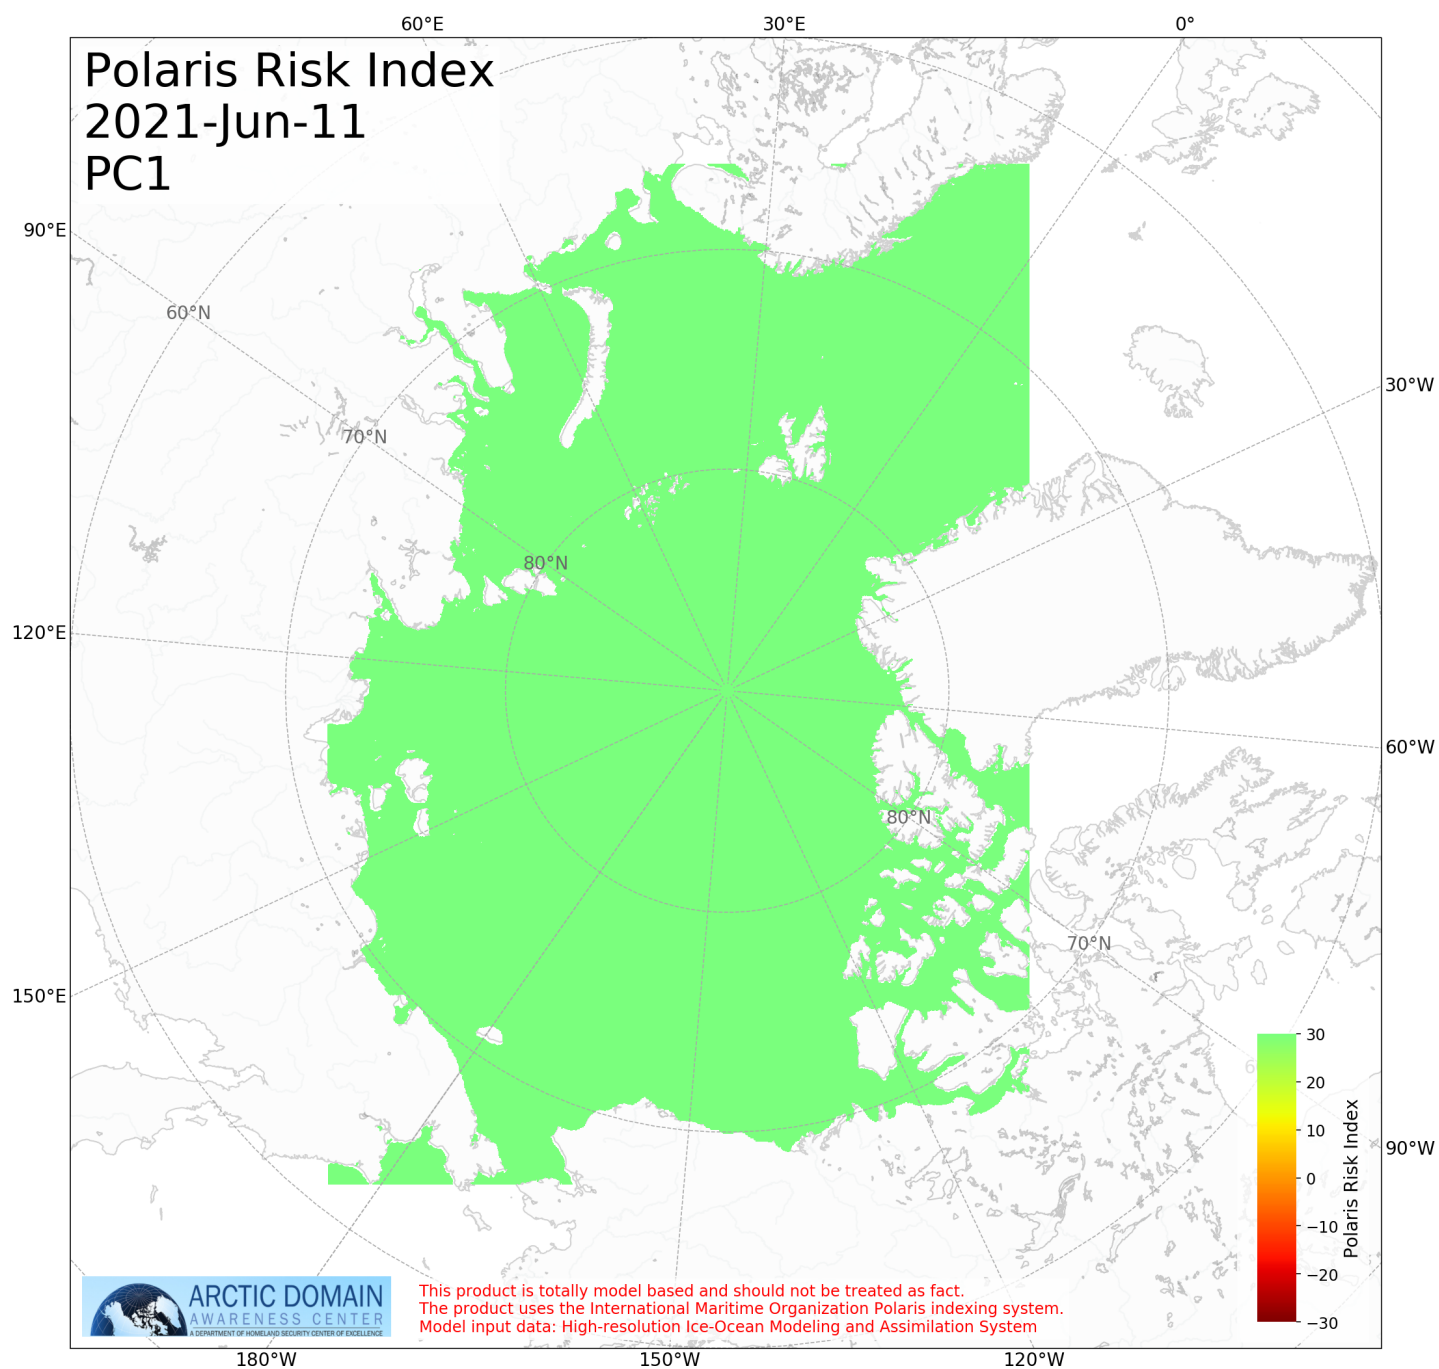 60°E
30°E
0°
Polaris Risk Index
2021-Jun-11
PC1
90°E
60°N
30°W
70°N
80°N
120°E
60°W
80°N
70°N
150°E
30
20
10
0
−10
−20
−30
Polaris Risk Index
90°W
ARCTIC DOMAIN
AWARENESS CENTER
A DEPARTMENT OF HOMELAND SECURITY CENTER OF EXCELLENCE
This product is totally model based and should not be treated as fact.
The product uses the International Maritime Organization Polaris indexing system.
Model input data: High-resolution Ice-Ocean Modeling and Assimilation System
180°W
150°W
120°W